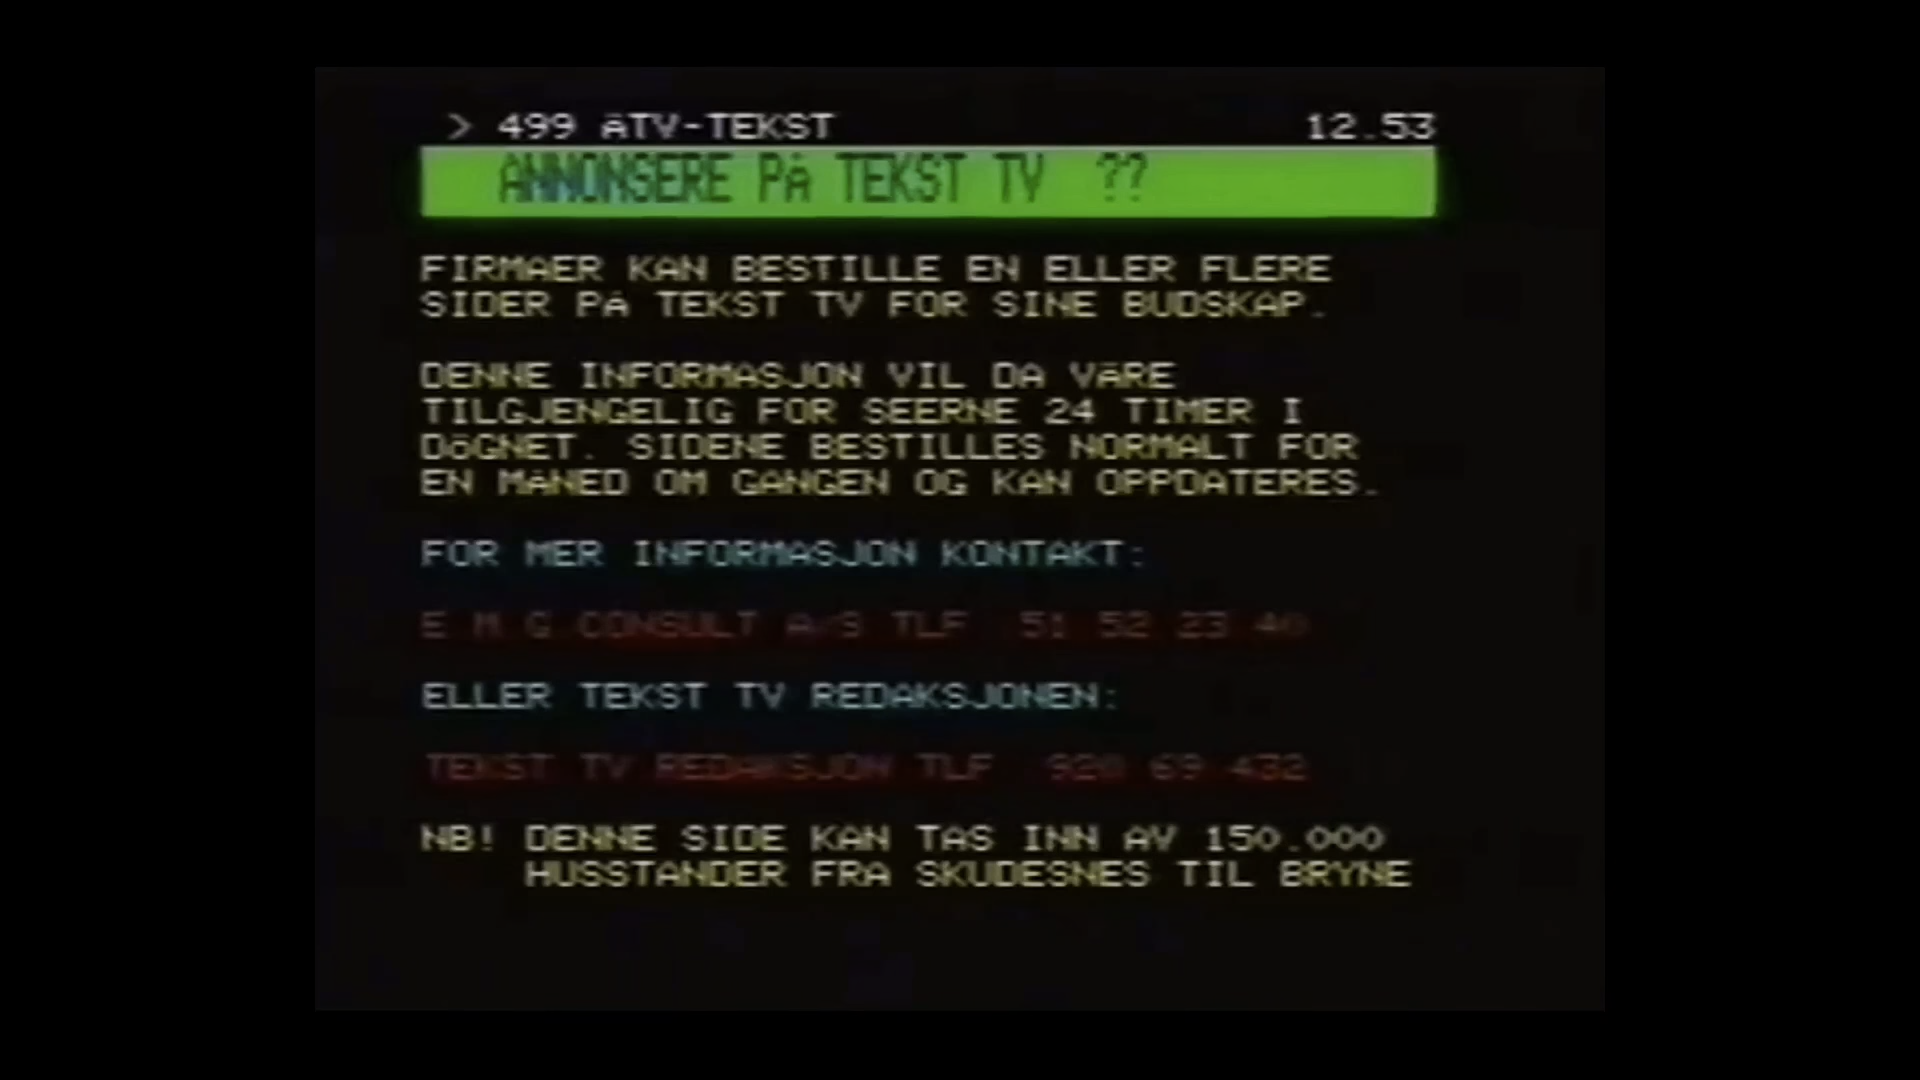 > 499 ATV-TEKST 12.53
ANNONSERE På TEKST TV ??
FIRMAER KAN BESTILLE EN ELLER FLERE
SIDER På TEKST TV FOR SINE BUDSKAP.
DENNE INFORMASJON VIL DA VäRE
TILGJENGELIG FOR SEERNE 24 TIMER I
DöGNET. SIDENE BESTILLES NORMALT FOR
EN MåNED OM GANGEN OG KAN OPPDATERES.
FOR MER INFORMASJON KONTAKT:
E M G CONSULT A/S TLF 51 52 23 40
ELLER TEKST TV REDAKSJONEN:
TEKST TV REDAKSJON TLF 920 69 432
NB! DENNE SIDE KAN TAS INN AV 150.000
HUSSTANDER FRA SKUDESNES TIL BRYNE